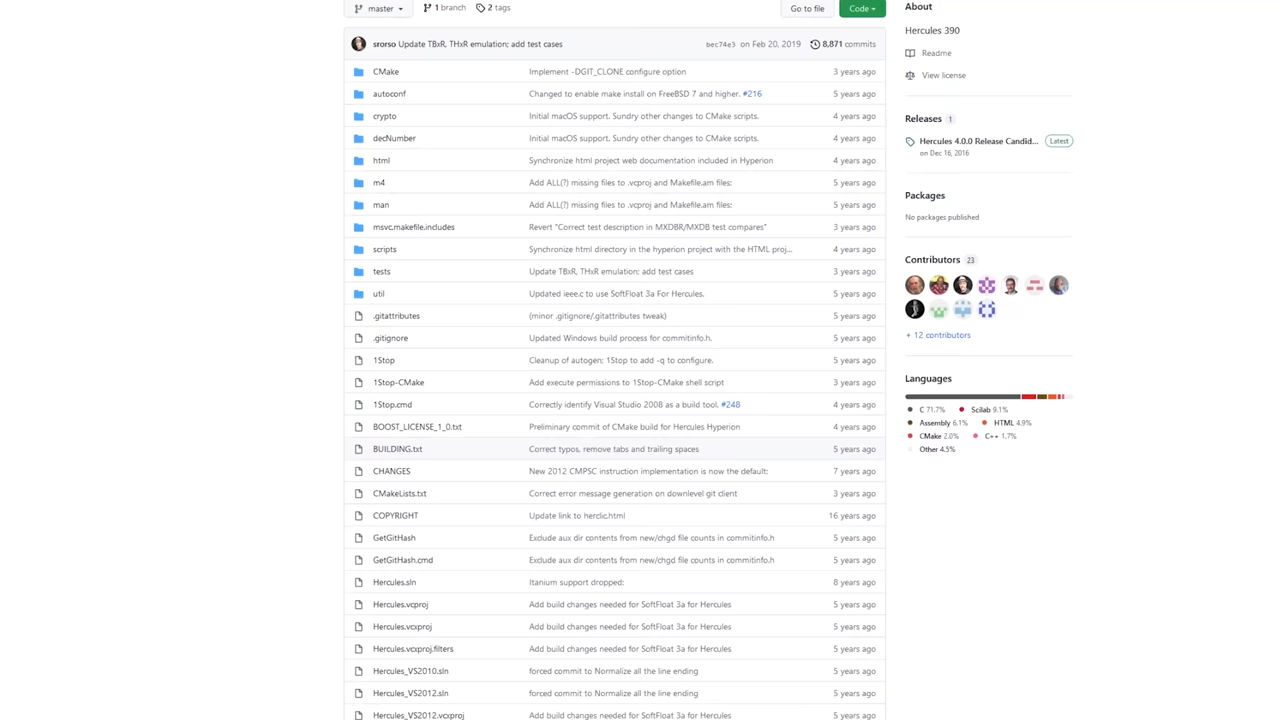 master
1 branch
2 tags
Go to file
Code
srorso Update TBxR, THxR emulation; add test cases
bec74e3 on Feb 20, 2019
8,871 commits
CMake Implement -DGIT_CLONE configure option 3 years ago
autoconf Changed to enable make install on FreeBSD 7 and higher. #216 5 years ago
crypto Initial macOS support. Sundry other changes to CMake scripts. 4 years ago
decNumber Initial macOS support. Sundry other changes to CMake scripts. 4 years ago
html Synchronize html project web documentation included in Hyperion 4 years ago
m4 Add ALL(?) missing files to .vcproj and Makefile.am files: 5 years ago
man Add ALL(?) missing files to .vcproj and Makefile.am files: 5 years ago
msvc.makefile.includes Revert "Correct test description in MXDBR/MXDB test compares" 3 years ago
scripts Synchronize html directory in the hyperion project with the HTML proj... 4 years ago
tests Update TBxR, THxR emulation; add test cases 3 years ago
util Updated ieee.c to use SoftFloat 3a For Hercules. 5 years ago
.gitattributes (minor .gitignore/.gitattributes tweak) 5 years ago
.gitignore Updated Windows build process for commitinfo.h. 5 years ago
1Stop Cleanup of autogen: 1Stop to add -q to configure. 5 years ago
1Stop-CMake Add execute permissions to 1Stop-CMake shell script 3 years ago
1Stop.cmd Correctly identify Visual Studio 2008 as a build tool. #248 4 years ago
BOOST_LICENSE_1_0.txt Preliminary commit of CMake build for Hercules Hyperion 4 years ago
BUILDING.txt Correct typos, remove tabs and trailing spaces 5 years ago
CHANGES New 2012 CMPSC instruction implementation is now the default: 7 years ago
CMakeLists.txt Correct error message generation on downlevel git client 3 years ago
COPYRIGHT Update link to herclic.html 16 years ago
GetGitHash Exclude aux dir contents from new/chgd file counts in commitinfo.h 5 years ago
GetGitHash.cmd Exclude aux dir contents from new/chgd file counts in commitinfo.h 5 years ago
Hercules.sln Itanium support dropped: 8 years ago
Hercules.vcproj Add build changes needed for SoftFloat 3a for Hercules 5 years ago
Hercules.vcxproj Add build changes needed for SoftFloat 3a for Hercules 5 years ago
Hercules.vcxproj.filters Add build changes needed for SoftFloat 3a for Hercules 5 years ago
Hercules_VS2010.sln forced commit to Normalize all the line ending 5 years ago
Hercules_VS2012.sln forced commit to Normalize all the line ending 5 years ago
Hercules_VS2012.vcxproj Add build changes needed for SoftFloat 3a for Hercules 5 years ago
About
Hercules 390
Readme
View license
Releases 1
Hercules 4.0.0 Release Candid... Latest
on Dec 16, 2016
Packages
No packages published
Contributors 23
+ 12 contributors
Languages
C 71.7% Scilab 9.1%
Assembly 6.1% HTML 4.9%
CMake 2.0% C++ 1.7%
Other 4.5%